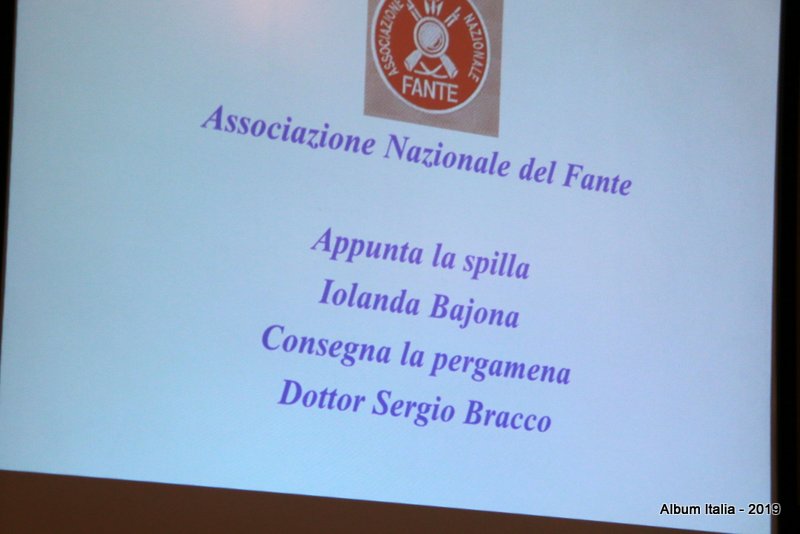 ASSOCIAZIONE NAZIONALE
FANTE
Associazione Nazionale del Fante
Appunta la spilla
Iolanda Bajona
Consegna la pergamena
Dottor Sergio Bracco
Album Italia - 2019